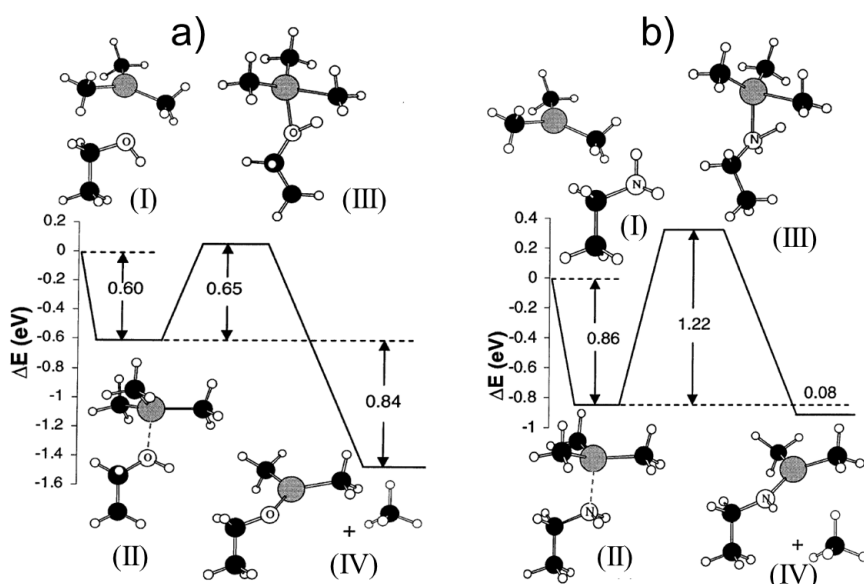 a)
O
(I)
O
(III)
0.2
0
-0.2
-0.4
-0.6
-0.8
-1
-1.2
-1.4
-1.6
ΔE (eV)
0.60
0.65
0.84
O
(II)
O
+
(IV)
b)
N
(I)
N
(III)
0.4
0.2
0
-0.2
-0.4
-0.6
-0.8
-1
ΔE (eV)
0.86
1.22
0.08
N
(II)
N
+
(IV)